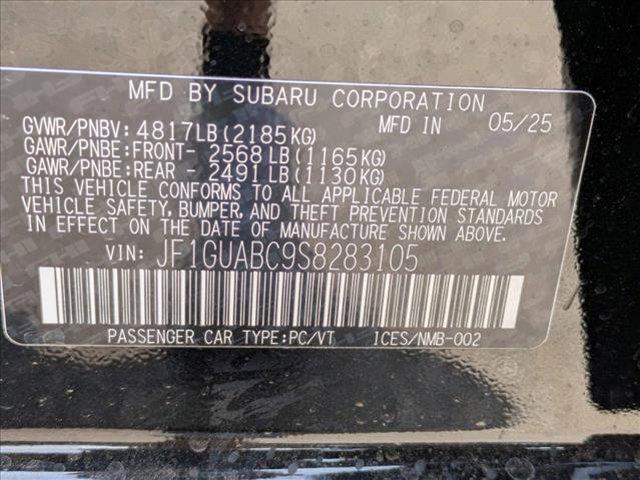 MFD BY SUBARU CORPORATION
GVWR/PNBV: 4817LB(2185KG) MFD IN 05/25
GAWR/PNBE:FRONT- 2568LB(1165KG)
GAWR/PNBE:REAR - 2491LB(1130KG)
THIS VEHICLE CONFORMS TO ALL APPLICABLE FEDERAL MOTOR
VEHICLE SAFETY, BUMPER, AND THEFT PREVENTION STANDARDS
IN EFFECT ON THE DATE OF MANUFACTURE SHOWN ABOVE.
VIN: JF1GUABC9S8283105
PASSENGER CAR TYPE:PC/VT ICES/NMB-002